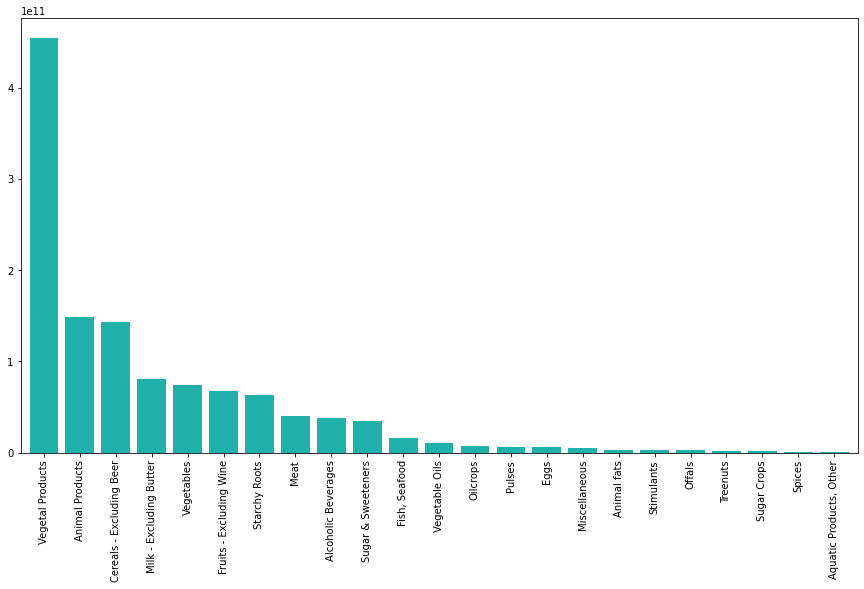 1e11
4
3
2
1
0
Vegetal Products
Animal Products
Cereals - Excluding Beer
Milk - Excluding Butter
Vegetables
Fruits - Excluding Wine
Starchy Roots
Meat
Alcoholic Beverages
Sugar & Sweeteners
Fish, Seafood
Vegetable Oils
Oilcrops
Pulses
Eggs
Miscellaneous
Animal fats
Stimulants
Offals
Treenuts
Sugar Crops
Spices
Aquatic Products, Other